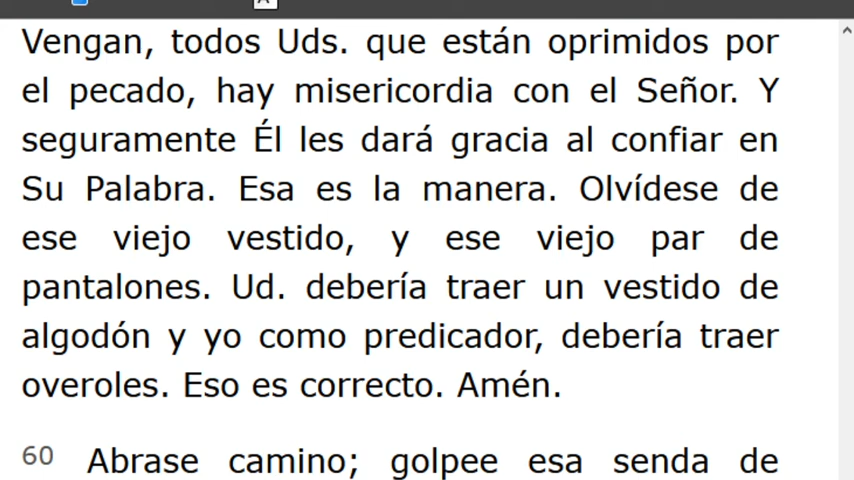 Vengan, todos Uds. que están oprimidos por
el pecado, hay misericordia con el Señor. Y
seguramente Él les dará gracia al confiar en
Su Palabra. Esa es la manera. Olvídese de
ese viejo vestido, y ese viejo par de
pantalones. Ud. debería traer un vestido de
algodón y yo como predicador, debería traer
overoles. Eso es correcto. Amén.
60 Abrase camino; golpee esa senda de